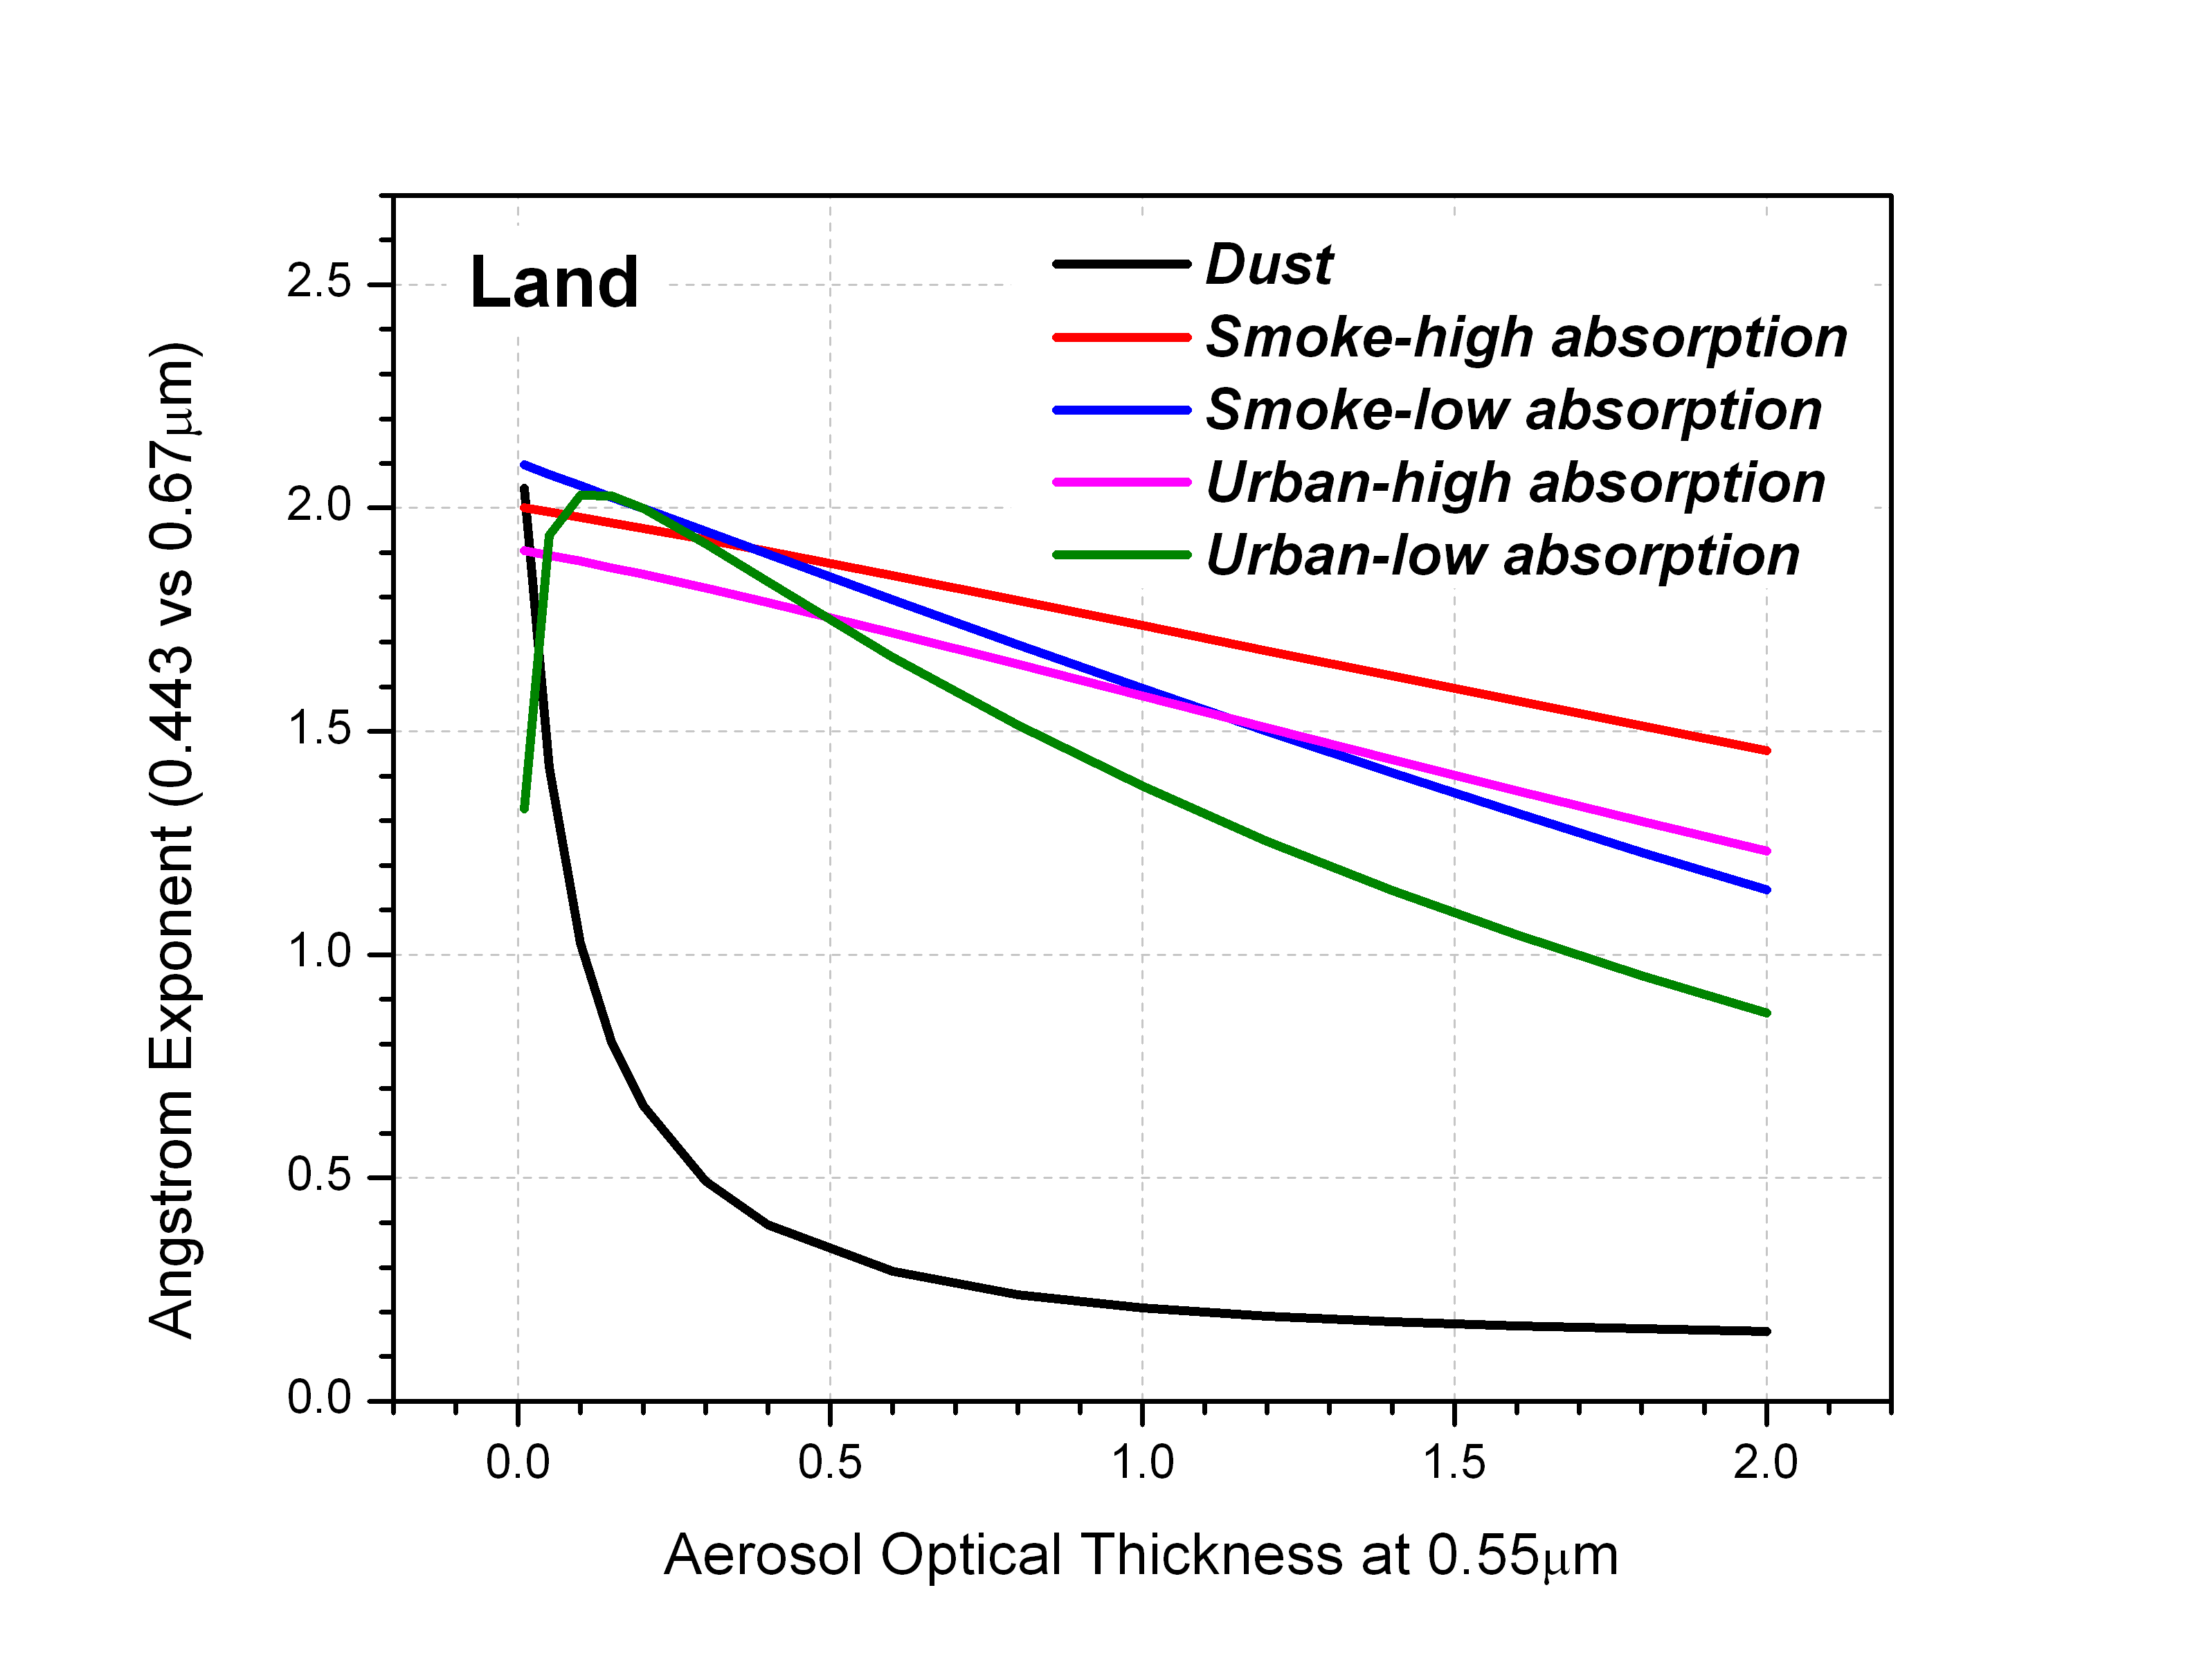 Land
Dust
Smoke-high absorption
Smoke-low absorption
Urban-high absorption
Urban-low absorption
Angstrom Exponent (0.443 vs 0.67μm)
2.5
2.0
1.5
1.0
0.5
0.0
0.0 0.5 1.0 1.5 2.0
Aerosol Optical Thickness at 0.55μm